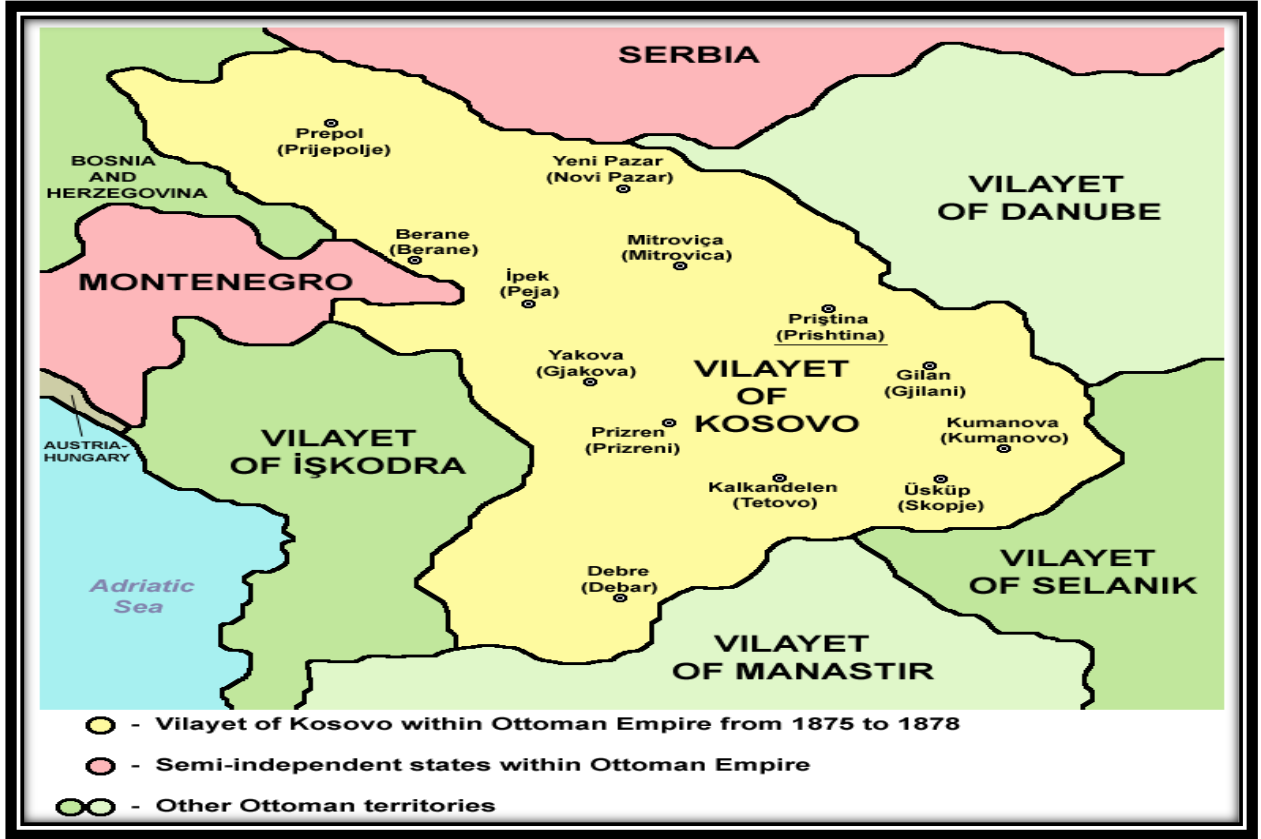 SERBIA
Prepol
(Prijepolje)
BOSNIA
AND
HERZEGOVINA
Yeni Pazar
(Novi Pazar)
VILAYET
OF DANUBE
Berane
(Berane)
Mitroviça
(Mitrovica)
MONTENEGRO
İpek
(Peja)
Priştina
(Prishtina)
Yakova
(Gjakova)
VILAYET
OF
KOSOVO
Gilan
(Gjilani)
AUSTRIA-
HUNGARY
VILAYET
OF İŞKODRA
Prizren
(Prizreni)
Kumanova
(Kumanovo)
Kalkandelen
(Tetovo)
Üsküp
(Skopje)
Adriatic
Sea
Debre
(Debar)
VILAYET
OF SELANIK
VILAYET
OF MANASTIR
- Vilayet of Kosovo within Ottoman Empire from 1875 to 1878
- Semi-independent states within Ottoman Empire
- Other Ottoman territories